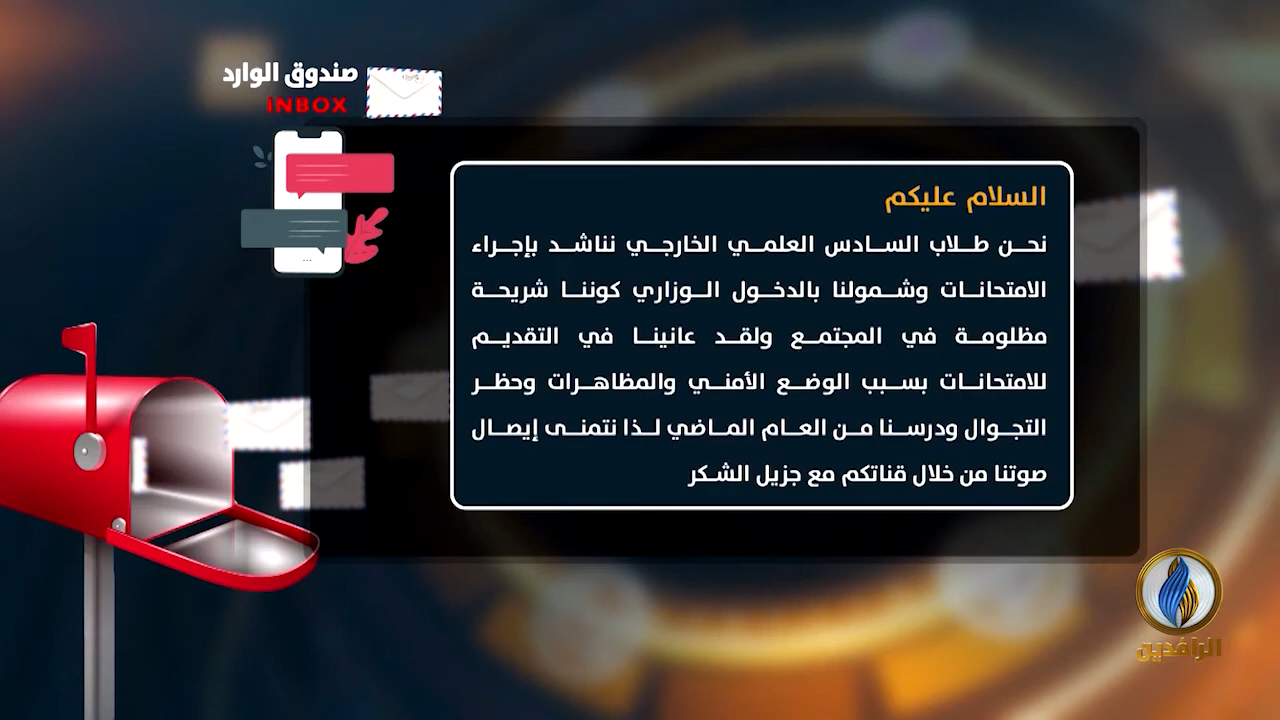 صندوق الوارد
INBOX
السلام عليكم
نحن طلاب السادس العلمي الخارجي نناشد بإجراء
الامتحانات وشمولنا بالدخول الوزاري كوننا شريحة
مظلومة في المجتمع ولقد عانينا في التقديم
للامتحانات بسبب الوضع الأمني والمظاهرات وحظر
التجوال ودرسنا من العام الماضي لذا نتمنى إيصال
صوتنا من خلال قناتكم مع جزيل الشكر
الرافدين